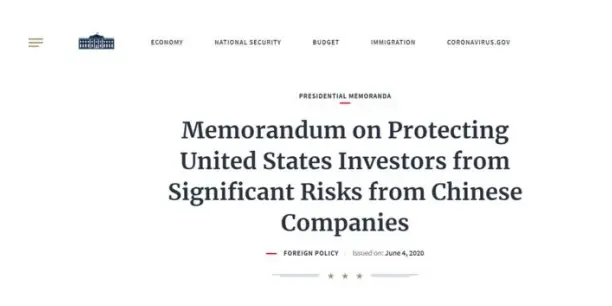 ECONOMY NATIONAL SECURITY BUDGET IMMIGRATION CORONAVIRUS.GOV
PRESIDENTIAL MEMORANDA
Memorandum on Protecting
United States Investors from
Significant Risks from Chinese
Companies
FOREIGN POLICY Issued on: June 4, 2020